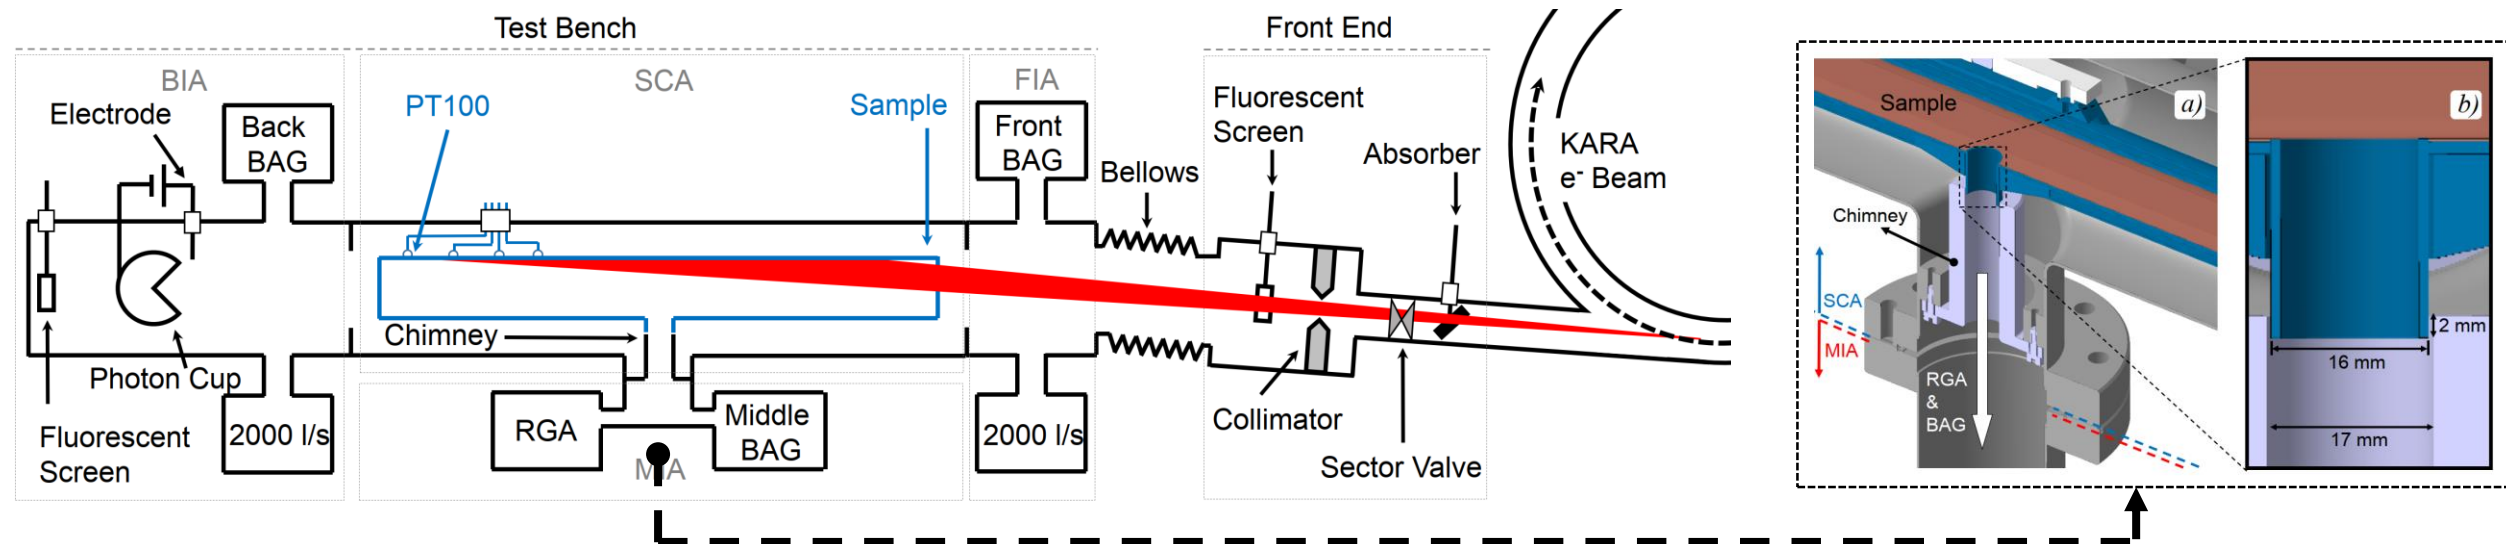 Test Bench
Front End
BIA
SCA
FIA
Electrode
PT100
Sample
Back
BAG
Front
BAG
Bellows
Fluorescent
Screen
Absorber
KARA
e⁻ Beam
Chimney
Photon Cup
Fluorescent
Screen
2000 l/s
RGA
Middle
BAG
MIA
2000 l/s
Collimator
Sector Valve
Sample
a)
Chimney
SCA
MIA
RGA
&
BAG
b)
2 mm
16 mm
17 mm